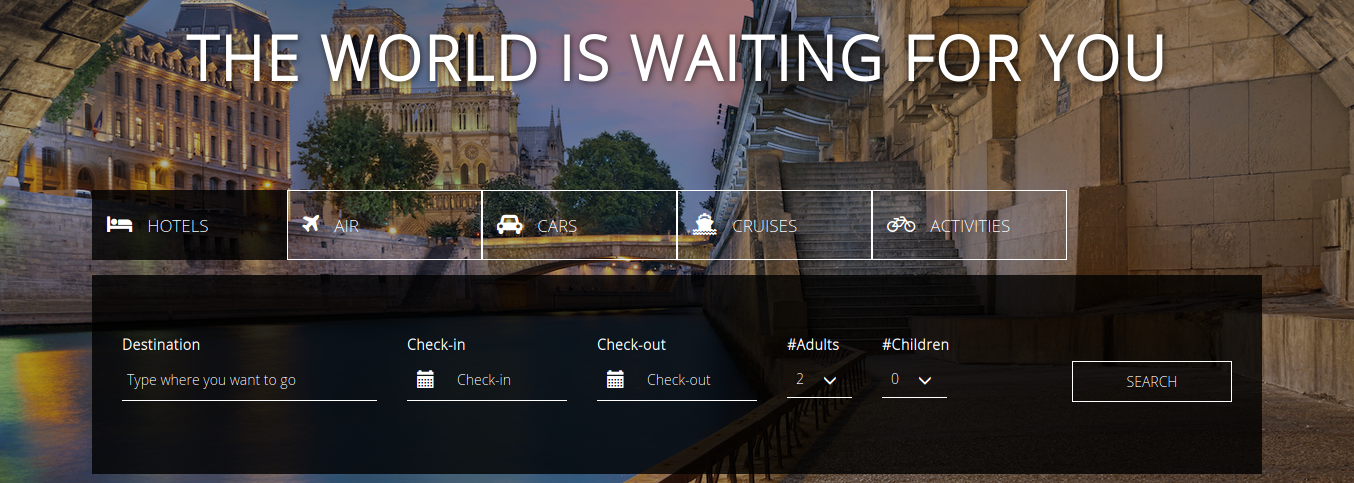 THE WORLD IS WAITING FOR YOU
HOTELS AIR CARS CRUISES ACTIVITIES
Destination Check-in Check-out #Adults #Children
Type where you want to go Check-in Check-out 2 0 SEARCH